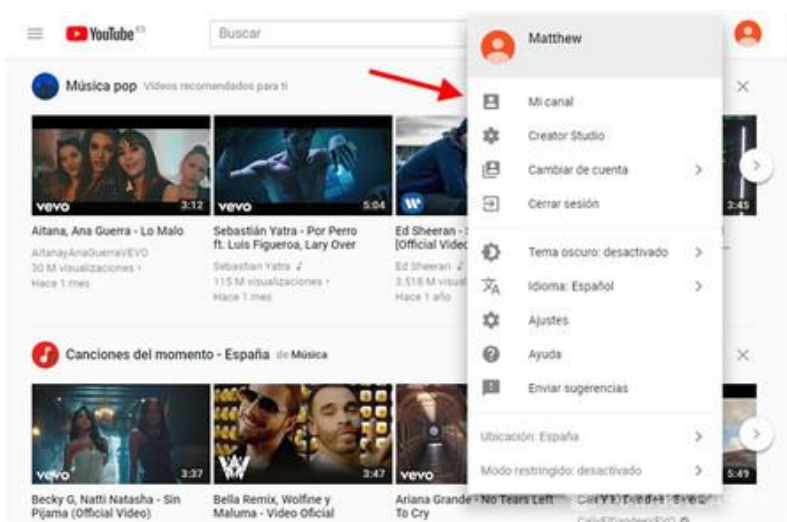 YouTube ES
Buscar
Matthew
Música pop Vídeos recomendados para ti
Mi canal
Creator Studio
Cambiar de cuenta
Cerrar sesión
vevo 3:12
vevo 5:04
W
3:45
Aitana, Ana Guerra - Lo Malo
AitanayAnaGuerraVEVO
30 M visualizaciones •
Hace 1 mes
Sebastián Yatra - Por Perro
ft. Luis Figueroa, Lary Over
Sebastian Yatra
115 M visualizaciones •
Hace 1 mes
Ed Sheeran -
[Official Video
Ed Sheeran
3.518 M visual
Hace 1 año
Tema oscuro: desactivado
Idioma: Español
Ajustes
Ayuda
Enviar sugerencias
Ubicación: España
Modo restringido: desactivado
Canciones del momento - España de Música
vevo 3:37
W 3:47
vevo
5:49
Becky G, Natti Natasha - Sin
Pijama (Official Video)
Bella Remix, Wolfine y
Maluma - Video Oficial
Ariana Grande - No Tears Left
To Cry